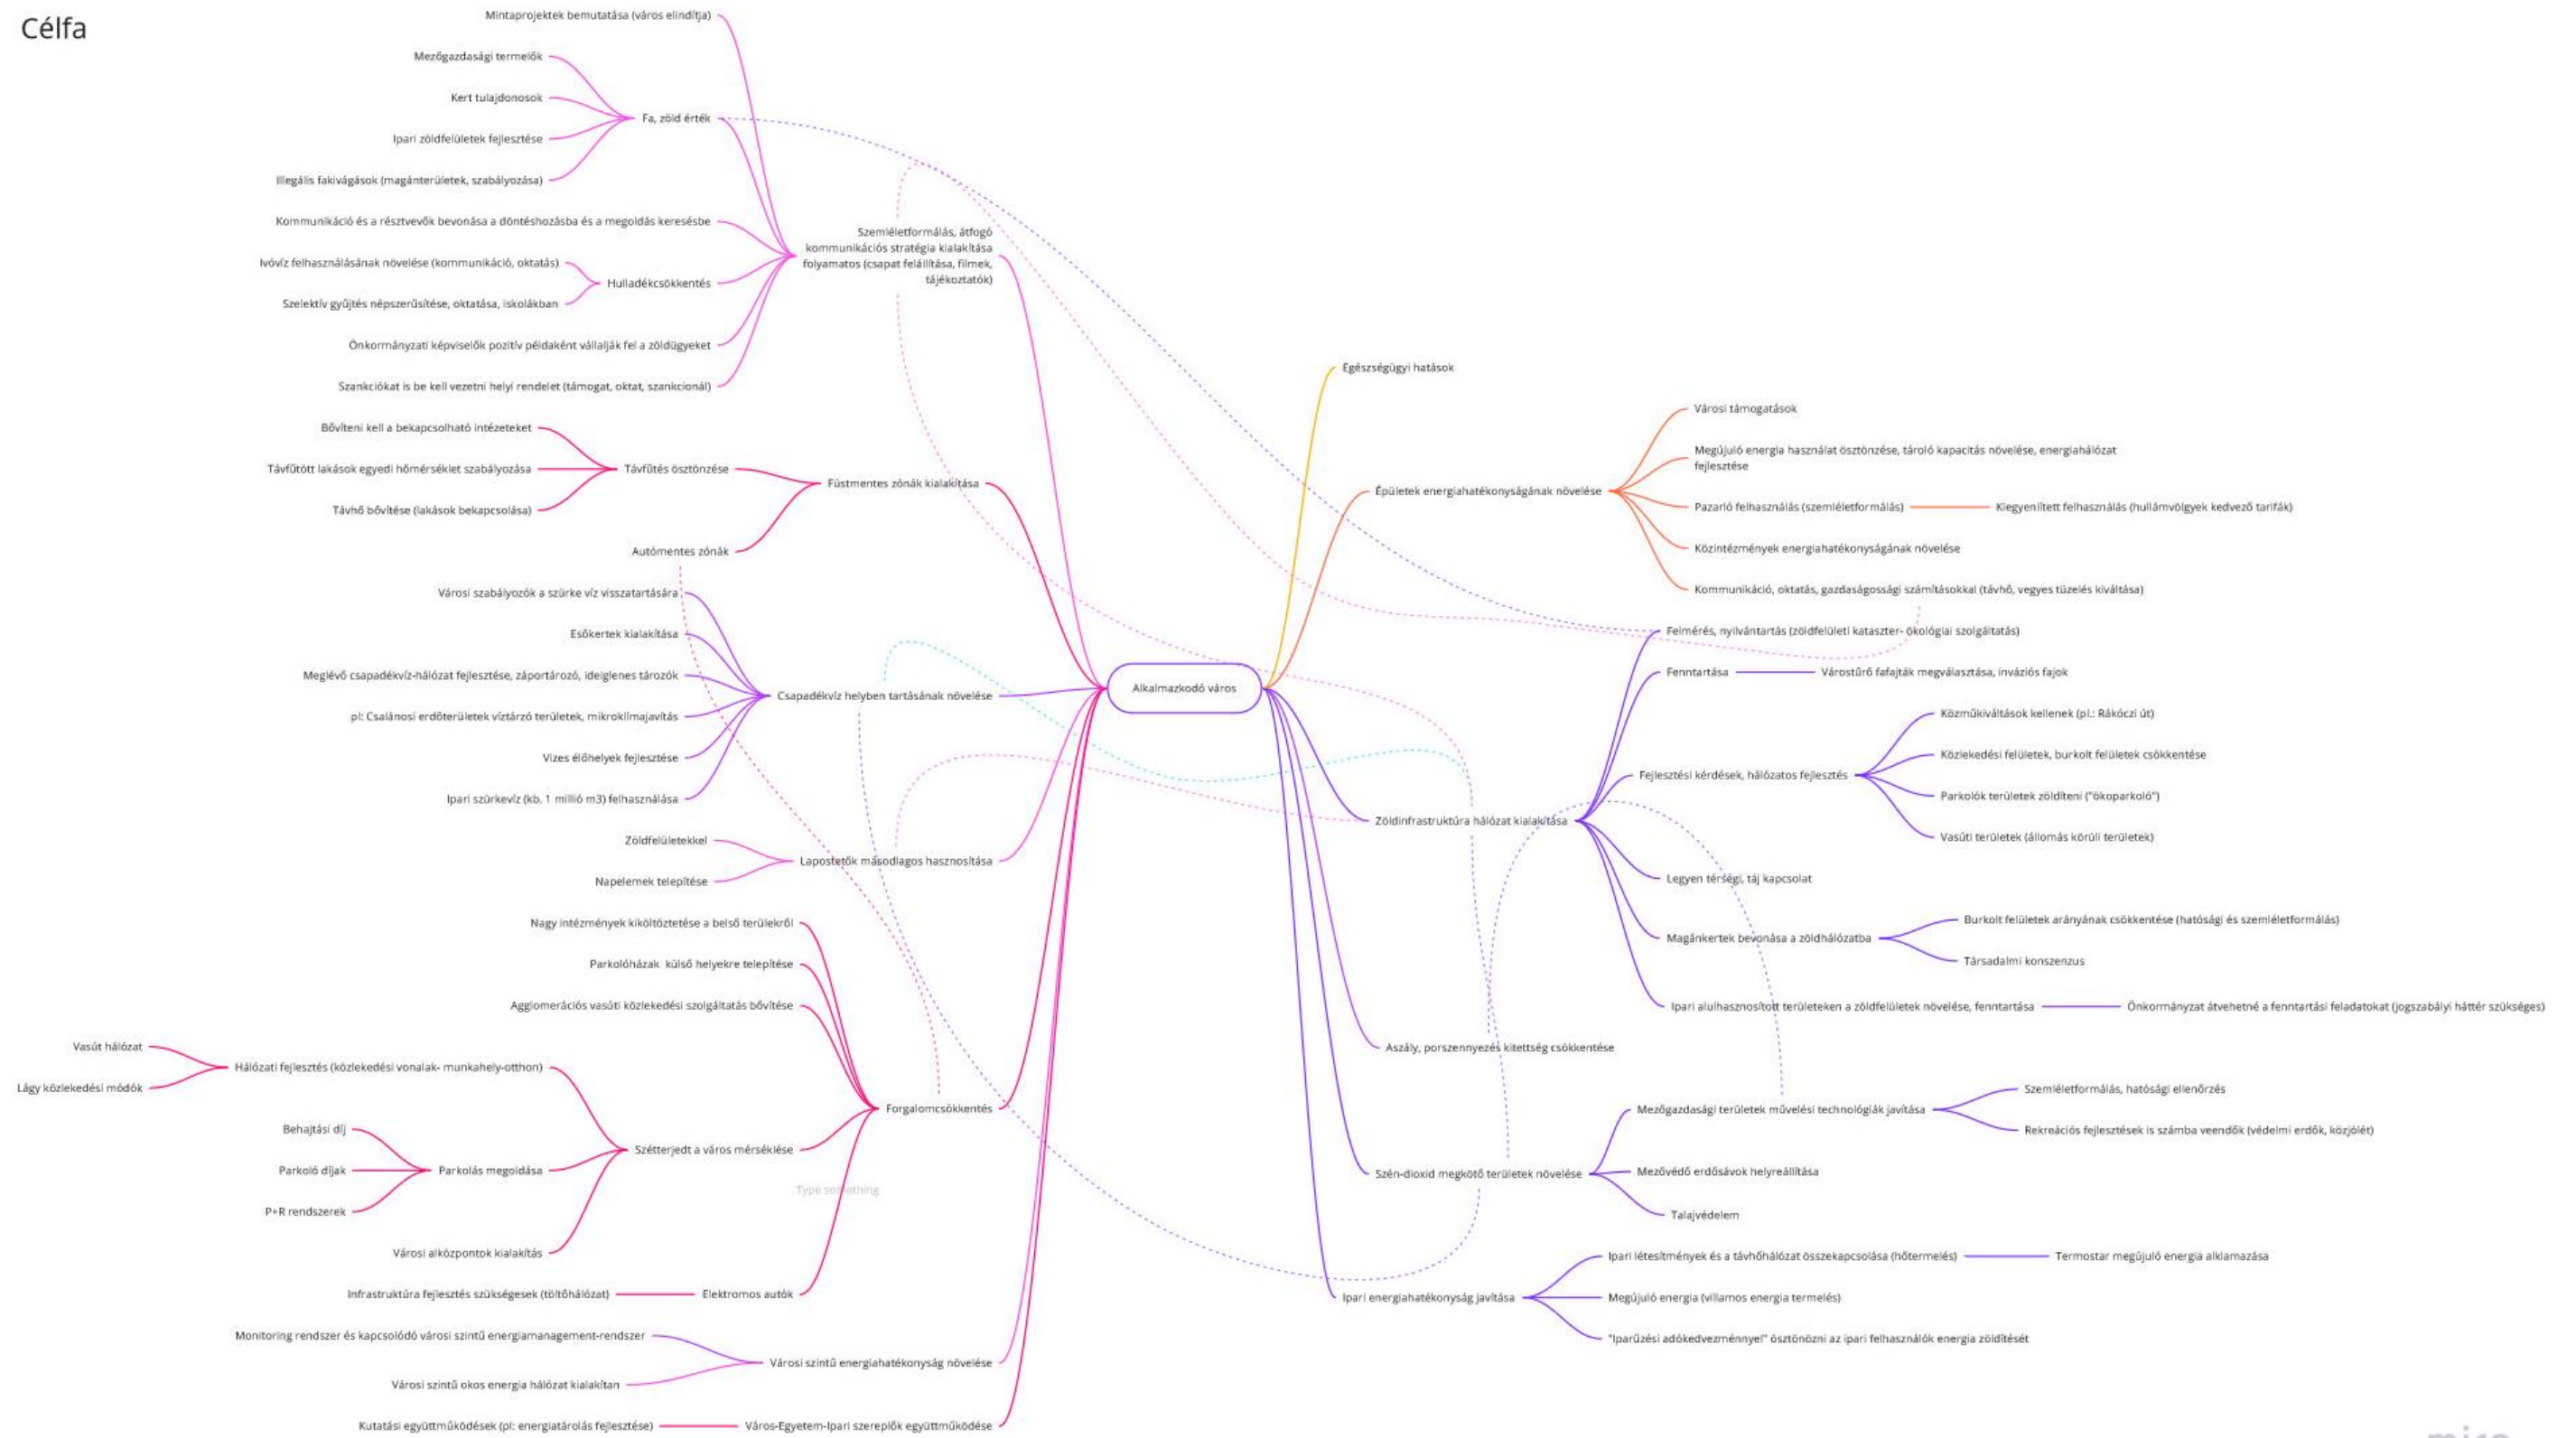 Célfa
Mintaprojektek bemutatása (város elindítja)
Mezőgazdasági termelők
Kert tulajdonosok
Ipari zöldfelületek fejlesztése
Illegális fakivágások (magánterületek, szabályozása)
Fa, zöld érték
Kommunikáció és a résztvevők bevonása a döntéshozásba és a megoldás keresésbe
Ivóvíz felhasználásának növelése (kommunikáció, oktatás)
Szelektív gyűjtés népszerűsítése, oktatása, iskolákban
Hulladékcsökkentés
Önkormányzati képviselők pozitív példaként vállalják fel a zöldügyeket
Szankciókat is be kell vezetni helyi rendelet (támogat, oktat, szankcionál)
Szemléletformálás, átfogó
kommunikációs stratégia kialakítása
folyamatos (csapat felállítása, filmek,
tájékoztatók)
Bővíteni kell a bekapcsolható intézeteket
Távfűtött lakások egyedi hőmérséklet szabályozása
Távhő bővítése (lakások bekapcsolása)
Távfűtés ösztönzése
Autómentes zónák
Füstmentes zónák kialakítása
Városi szabályozók a szürke víz visszatartására
Esőkertek kialakítása
Meglévő csapadékvíz-hálózat fejlesztése, záportározó, ideiglenes tározók
pl: Csalánosi erdőterületek víztárzó területek, mikroklímajavítás
Vizes élőhelyek fejlesztése
Ipari szürkevíz (kb. 1 millió m3) felhasználása
Csapadékvíz helyben tartásának növelése
Zöldfelületekkel
Napelemek telepítése
Lapostetők másodlagos hasznosítása
Nagy intézmények kiköltöztetése a belső terülekről
Parkolóházak külső helyekre telepítése
Agglomerációs vasúti közlekedési szolgáltatás bővítése
Vasút hálózat
Lágy közlekedési módók
Hálózati fejlesztés (közlekedési vonalak- munkahely-otthon)
Behajtási díj
Parkoló díjak
P+R rendszerek
Parkolás megoldása
Városi alközpontok kialakítás
Szétterjedt a város mérséklése
Type something
Infrastruktúra fejlesztés szükségesek (töltőhálózat)
Elektromos autók
Forgalomcsökkentés
Monitoring rendszer és kapcsolódó városi szintű energiamanagement-rendszer
Városi szintű okos energia hálózat kialakítan
Városi szintű energiahatékonyság növelése
Kutatási együttműködések (pl: energiatárolás fejlesztése)
Város-Egyetem-Ipari szereplők együttműködése
Alkalmazkodó város
Egészségügyi hatások
Épületek energiahatékonyságának növelése
Városi támogatások
Megújuló energia használat ösztönzése, tároló kapacitás növelése, energiahálózat
fejlesztése
Pazarló felhasználás (szemléletformálás)
Kiegyenlített felhasználás (hullámvölgyek kedvező tarifák)
Közintézmények energiahatékonyságának növelése
Kommunikáció, oktatás, gazdaságossági számításokkal (távhő, vegyes tüzelés kiváltása)
Zöldinfrastruktúra hálózat kialakítása
Felmérés, nyilvántartás (zöldfelületi kataszter- ökológiai szolgáltatás)
Fenntartása
Várostűrő fafajták megválasztása, inváziós fajok
Fejlesztési kérdések, hálózatos fejlesztés
Közműkiváltások kellenek (pl.: Rákóczi út)
Közlekedési felületek, burkolt felületek csökkentése
Parkolók területek zöldíteni ("ökoparkoló")
Vasúti területek (állomás körüli területek)
Legyen térségi, táj kapcsolat
Magánkertek bevonása a zöldhálózatba
Burkolt felületek arányának csökkentése (hatósági és szemléletformálás)
Társadalmi konszenzus
Ipari alulhasznosított területeken a zöldfelületek növelése, fenntartása
Önkormányzat átvehetné a fenntartási feladatokat (jogszabályi háttér szükséges)
Aszály, porszennyezés kitettség csökkentése
Szén-dioxid megkötő területek növelése
Mezőgazdasági területek művelési technológiák javítása
Szemléletformálás, hatósági ellenőrzés
Rekreációs fejlesztések is számba veendők (védelmi erdők, közjólét)
Mezővédő erdősávok helyreállítása
Talajvédelem
Ipari energiahatékonyság javítása
Ipari létesítmények és a távhőhálózat összekapcsolása (hőtermelés)
Termostar megújuló energia alklamazása
Megújuló energia (villamos energia termelés)
"Iparűzési adókedvezménnyel" ösztönözni az ipari felhasználók energia zöldítését
miro